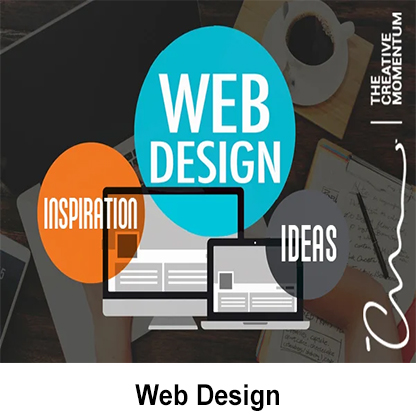 WEB
DESIGN
INSPIRATION
IDEAS
THE
CREATIVE
MOMENTUM
Web Design